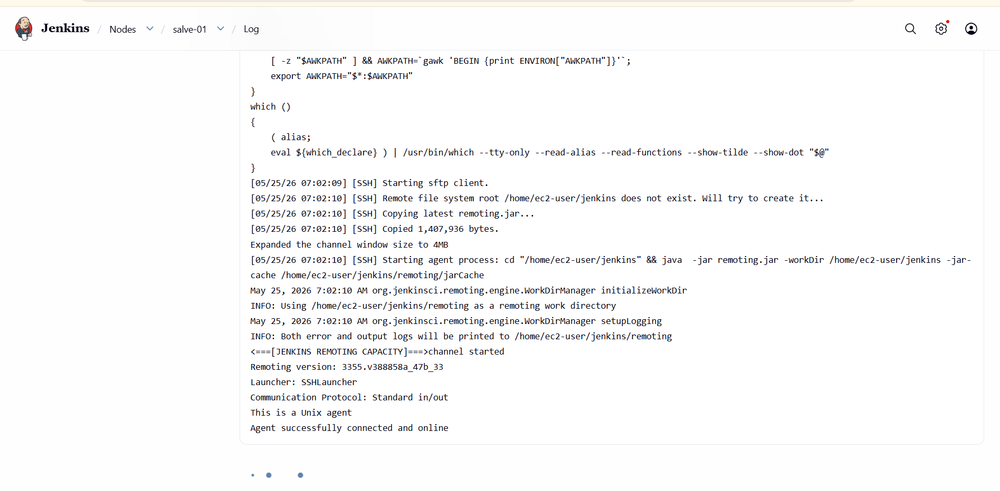 Jenkins / Nodes / salve-01 / Log
[ -z "$AWKPATH" ] && AWKPATH=`gawk 'BEGIN {print ENVIRON["AWKPATH"]}'`;
export AWKPATH="$*:$AWKPATH"
}
which ()
{
( alias;
eval ${which_declare} ) | /usr/bin/which --tty-only --read-alias --read-functions --show-tilde --show-dot "$@"
}
[05/25/26 07:02:09] [SSH] Starting sftp client.
[05/25/26 07:02:10] [SSH] Remote file system root /home/ec2-user/jenkins does not exist. Will try to create it...
[05/25/26 07:02:10] [SSH] Copying latest remoting.jar...
[05/25/26 07:02:10] [SSH] Copied 1,407,936 bytes.
Expanded the channel window size to 4MB
[05/25/26 07:02:10] [SSH] Starting agent process: cd "/home/ec2-user/jenkins" && java  -jar remoting.jar -workDir /home/ec2-user/jenkins -jar-
cache /home/ec2-user/jenkins/remoting/jarCache
May 25, 2026 7:02:10 AM org.jenkinsci.remoting.engine.WorkDirManager initializeWorkDir
INFO: Using /home/ec2-user/jenkins/remoting as a remoting work directory
May 25, 2026 7:02:10 AM org.jenkinsci.remoting.engine.WorkDirManager setupLogging
INFO: Both error and output logs will be printed to /home/ec2-user/jenkins/remoting
<===[JENKINS REMOTING CAPACITY]===>channel started
Remoting version: 3355.v388858a_47b_33
Launcher: SSHLauncher
Communication Protocol: Standard in/out
This is a Unix agent
Agent successfully connected and online